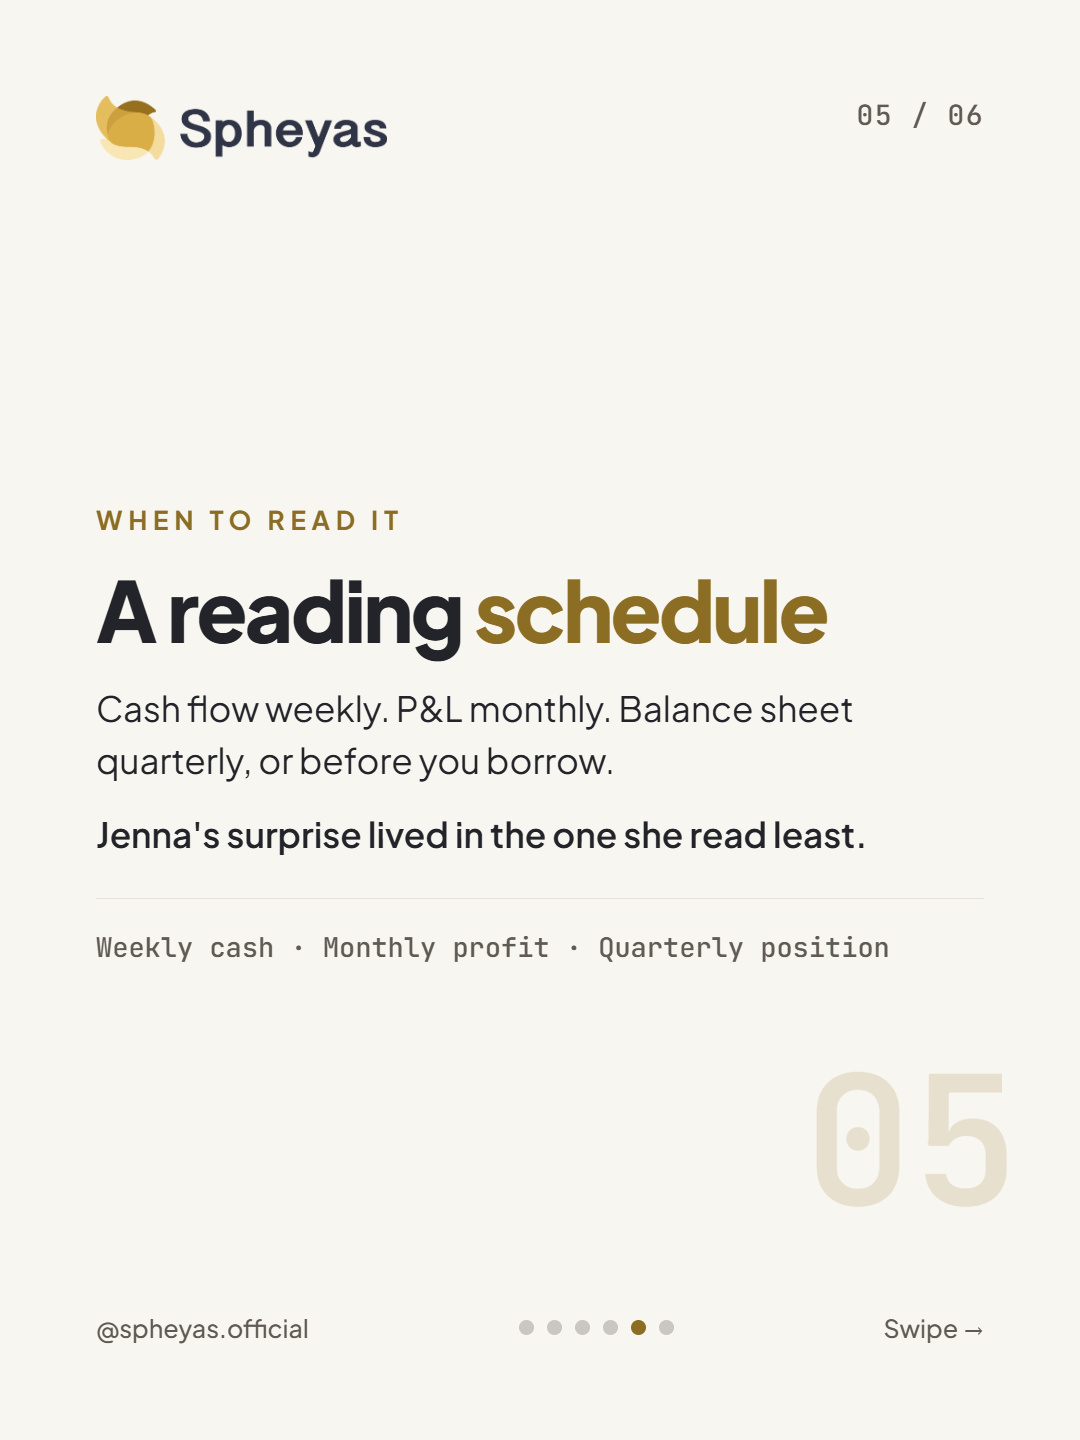 Spheyas
05 / 06
WHEN TO READ IT
A reading schedule
Cash flow weekly. P&L monthly. Balance sheet
quarterly, or before you borrow.
Jenna's surprise lived in the one she read least.
Weekly cash · Monthly profit · Quarterly position
05
@spheyas.official
Swipe →